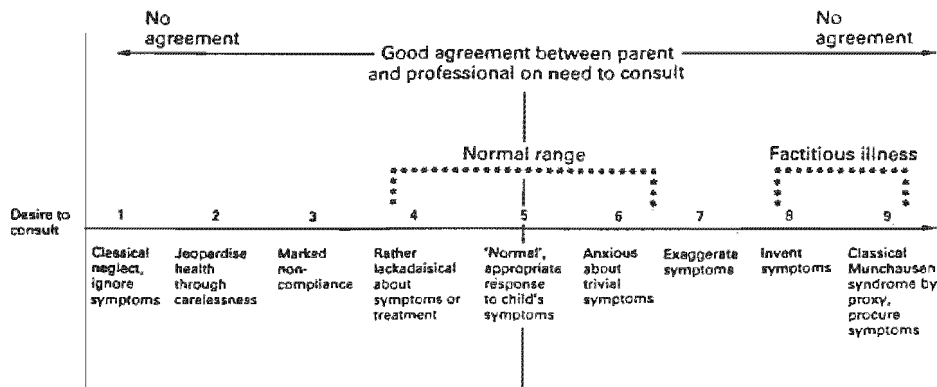 No
agreement
No
agreement
Good agreement between parent
and professional on need to consult
Normal range
Factitious illness
Desire to
consult
1
2
3
4
5
6
7
8
9
Classical
neglect,
ignore
symptoms
Jeopardise
health
through
carelessness
Marked
non-
compliance
Rather
lackadaisical
about
symptoms or
treatment
'Normal',
appropriate
response
to child's
symptoms
Anxious
about
trivial
symptoms
Exaggerate
symptoms
Invent
symptoms
Classical
Munchausen
syndrome by
proxy,
procure
symptoms